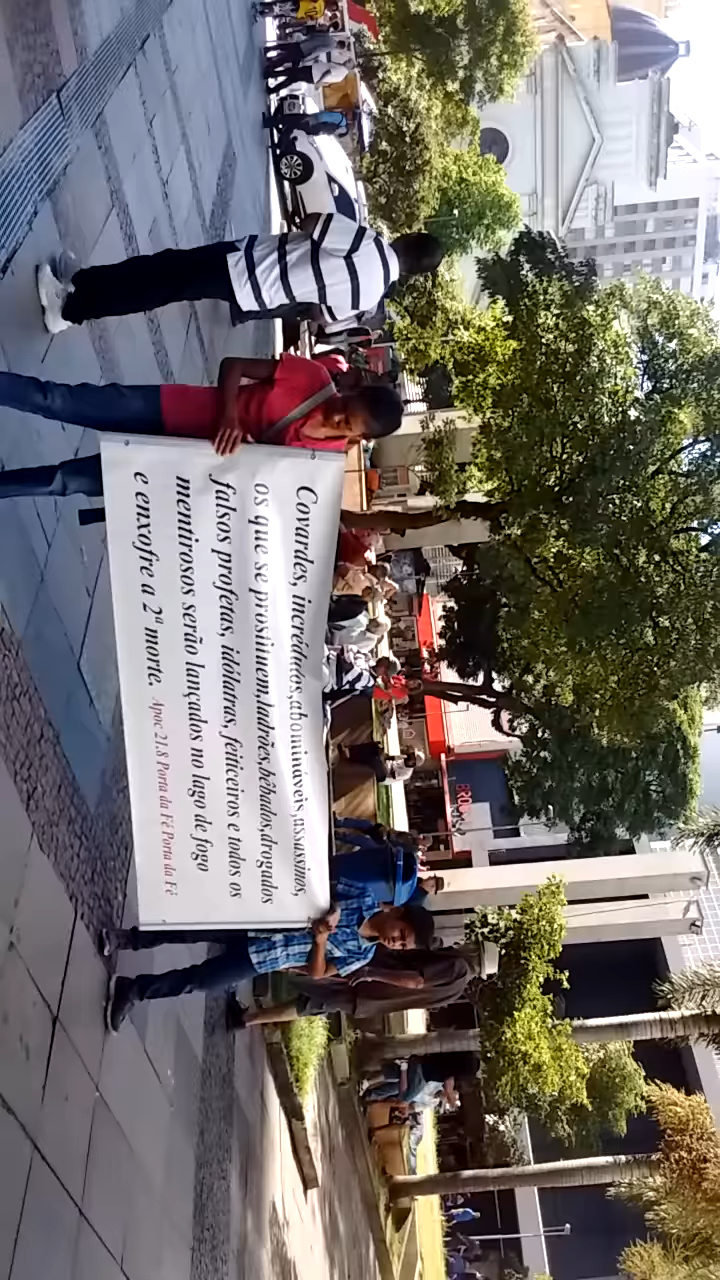 Covardes, incrédulos, abomináveis, assassinos,
os que se prostituem, ladrões, bêbados, drogados
falsos profetas, idólatras, feiticeiros e todos os
mentirosos serão lançados no lago de fogo
e enxofre a 2ª morte. Apoc 21.8 Porta da Fé Porta da Fé